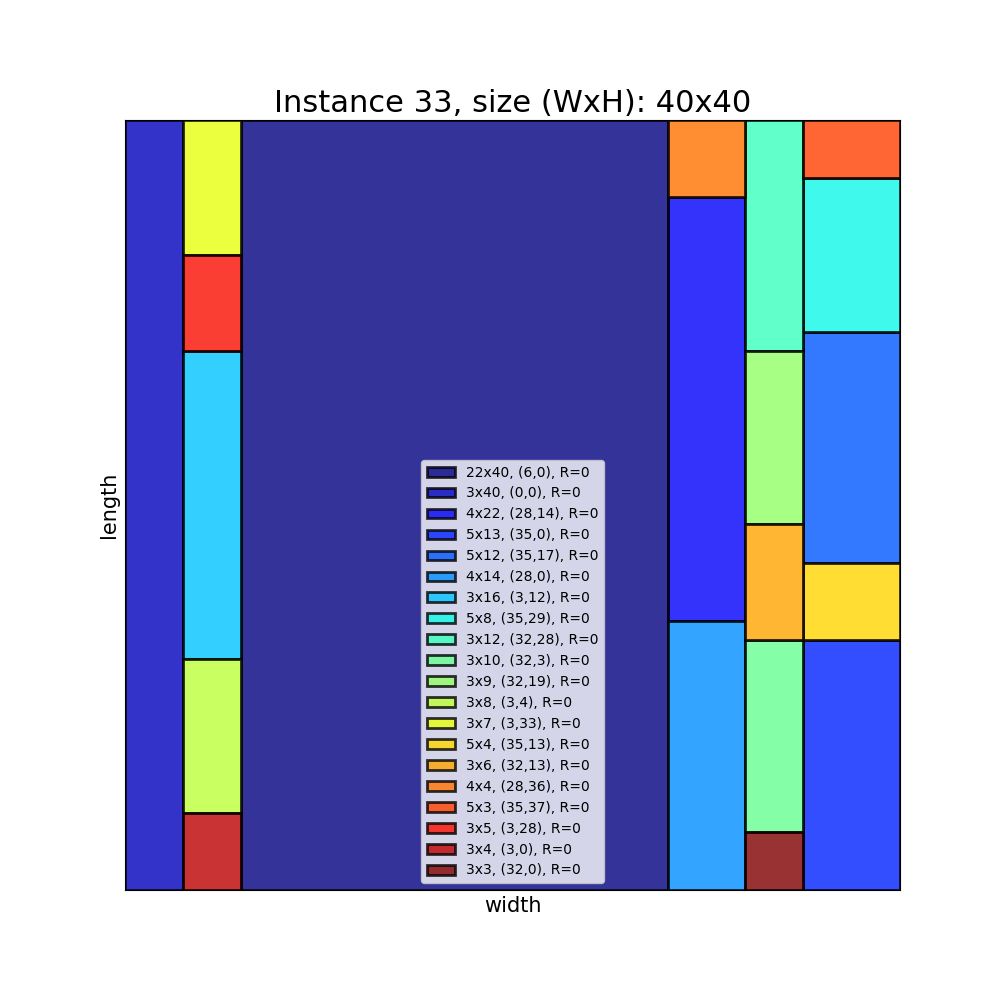 Instance 33, size (WxH): 40x40
length
22x40, (6,0), R=0
3x40, (0,0), R=0
4x22, (28,14), R=0
5x13, (35,0), R=0
5x12, (35,17), R=0
4x14, (28,0), R=0
3x16, (3,12), R=0
5x8, (35,29), R=0
3x12, (32,28), R=0
3x10, (32,3), R=0
3x9, (32,19), R=0
3x8, (3,4), R=0
3x7, (3,33), R=0
5x4, (35,13), R=0
3x6, (32,13), R=0
4x4, (28,36), R=0
5x3, (35,37), R=0
3x5, (3,28), R=0
3x4, (3,0), R=0
3x3, (32,0), R=0
width